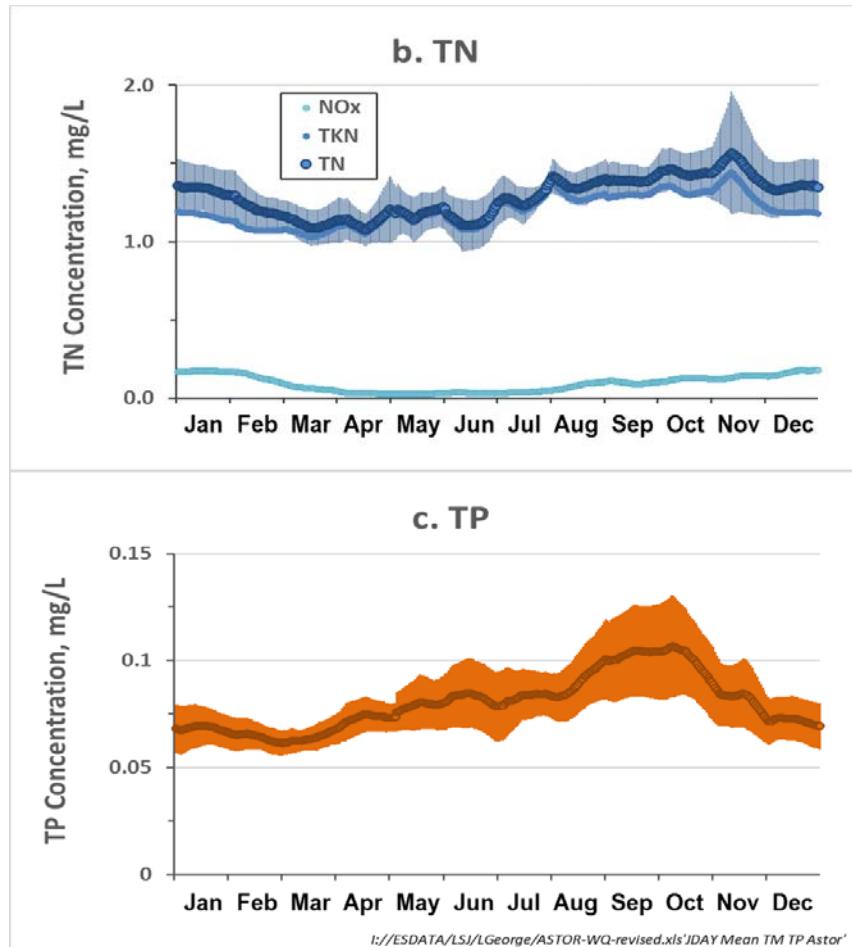 b. TN
2.0
NOx
TKN
TN
1.0
0.0
TN Concentration, mg/L
Jan Feb Mar Apr May Jun Jul Aug Sep Oct Nov Dec
c. TP
0.15
0.1
0.05
0
TP Concentration, mg/L
Jan Feb Mar Apr May Jun Jul Aug Sep Oct Nov Dec
I://ESDATA/LSJ/LGeorge/ASTOR-WQ-revised.xls'JDAY Mean TM TP Astor'